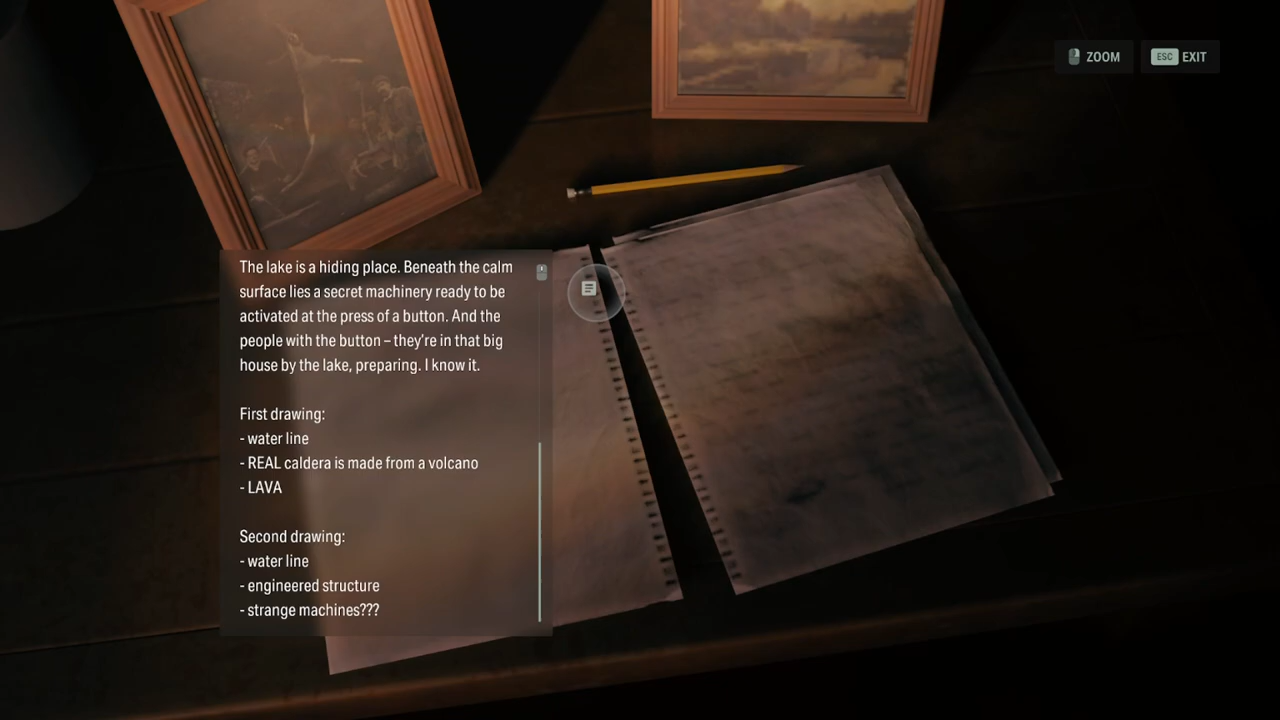 ZOOM
ESC EXIT
The lake is a hiding place. Beneath the calm
surface lies a secret machinery ready to be
activated at the press of a button. And the
people with the button – they're in that big
house by the lake, preparing. I know it.
First drawing:
- water line
- REAL caldera is made from a volcano
- LAVA
Second drawing:
- water line
- engineered structure
- strange machines???